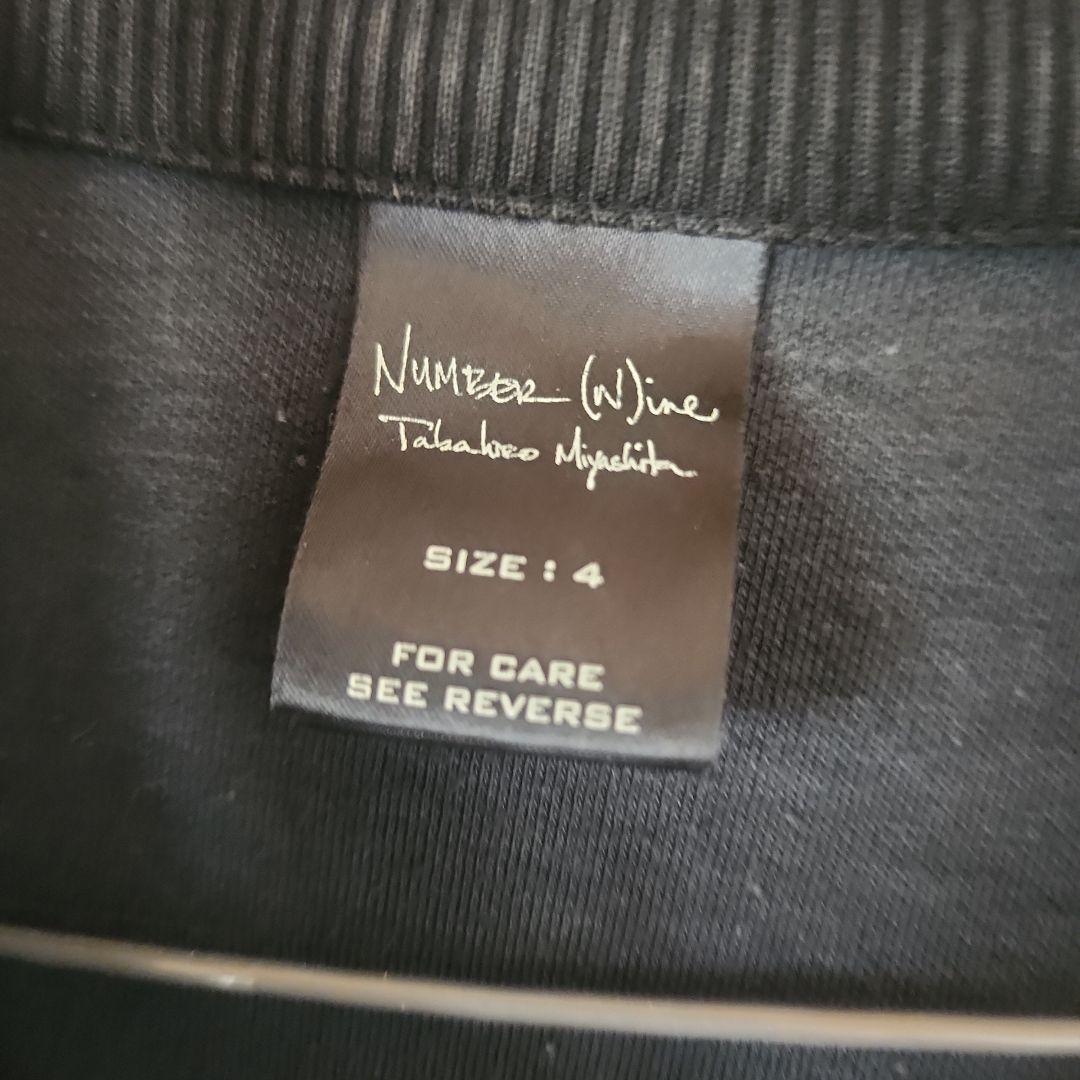 NUMBER (N)ine
Takahiro Miyashita
SIZE : 4
FOR CARE
SEE REVERSE